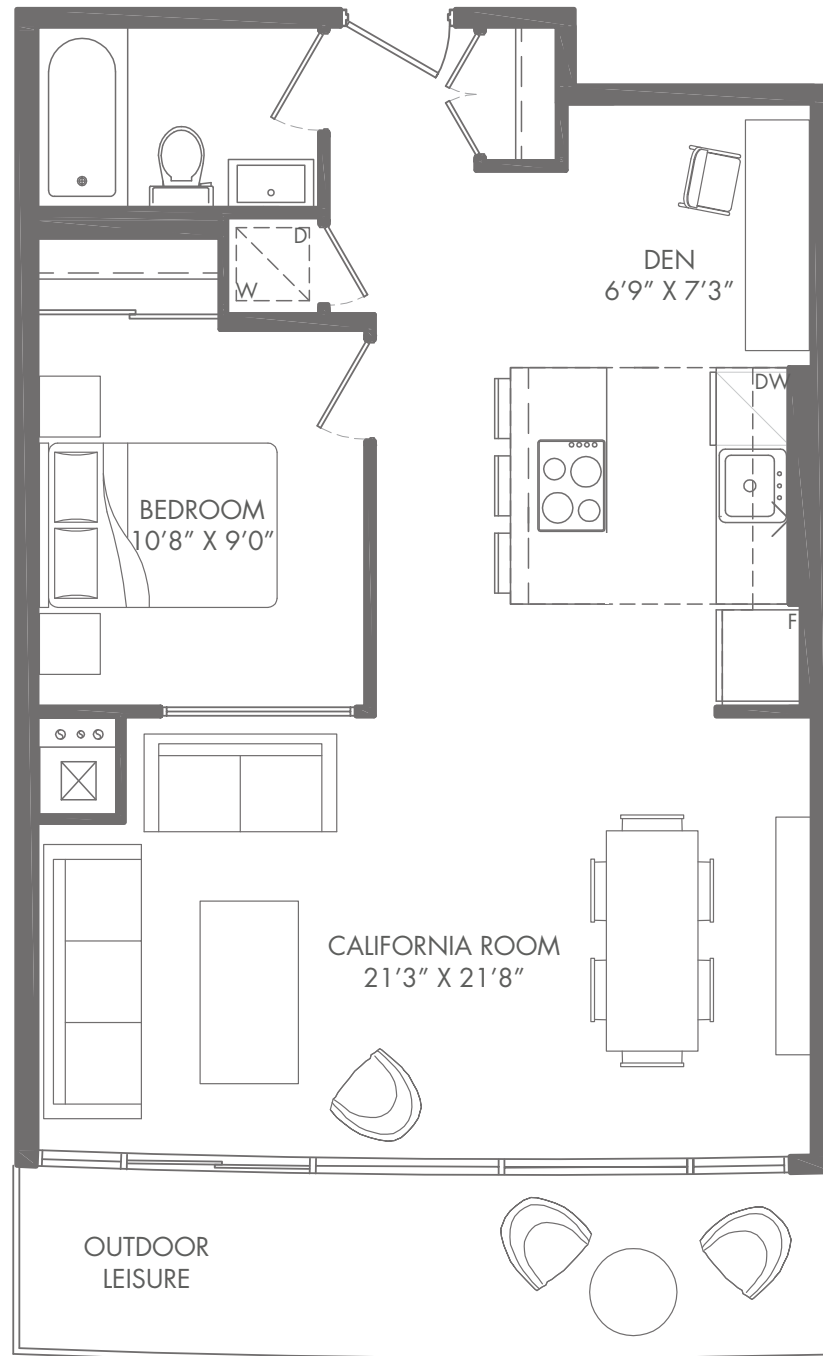 D
W
DEN
6’9” X 7’3”
DW
BEDROOM
10’8” X 9’0”
F
CALIFORNIA ROOM
21’3” X 21’8”
OUTDOOR
LEISURE